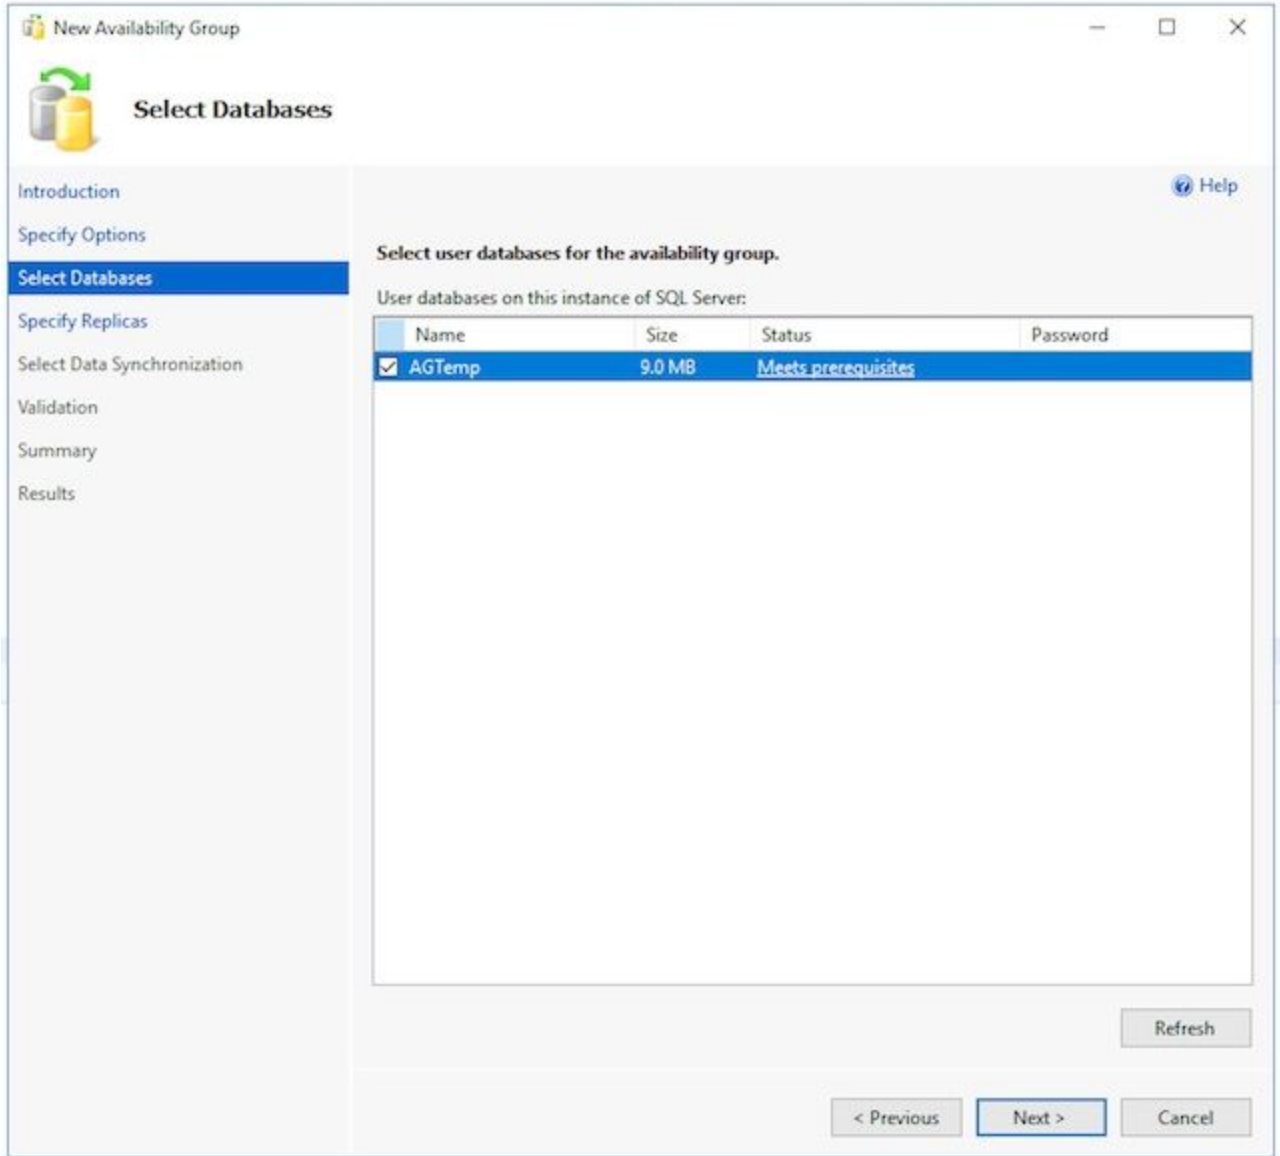 New Availability Group
Select Databases
Introduction
Specify Options
Select Databases
Specify Replicas
Select Data Synchronization
Validation
Summary
Results
Help
Select user databases for the availability group.
User databases on this instance of SQL Server:
Name Size Status Password
AGTemp 9.0 MB Meets prerequisites
Refresh
< Previous Next > Cancel